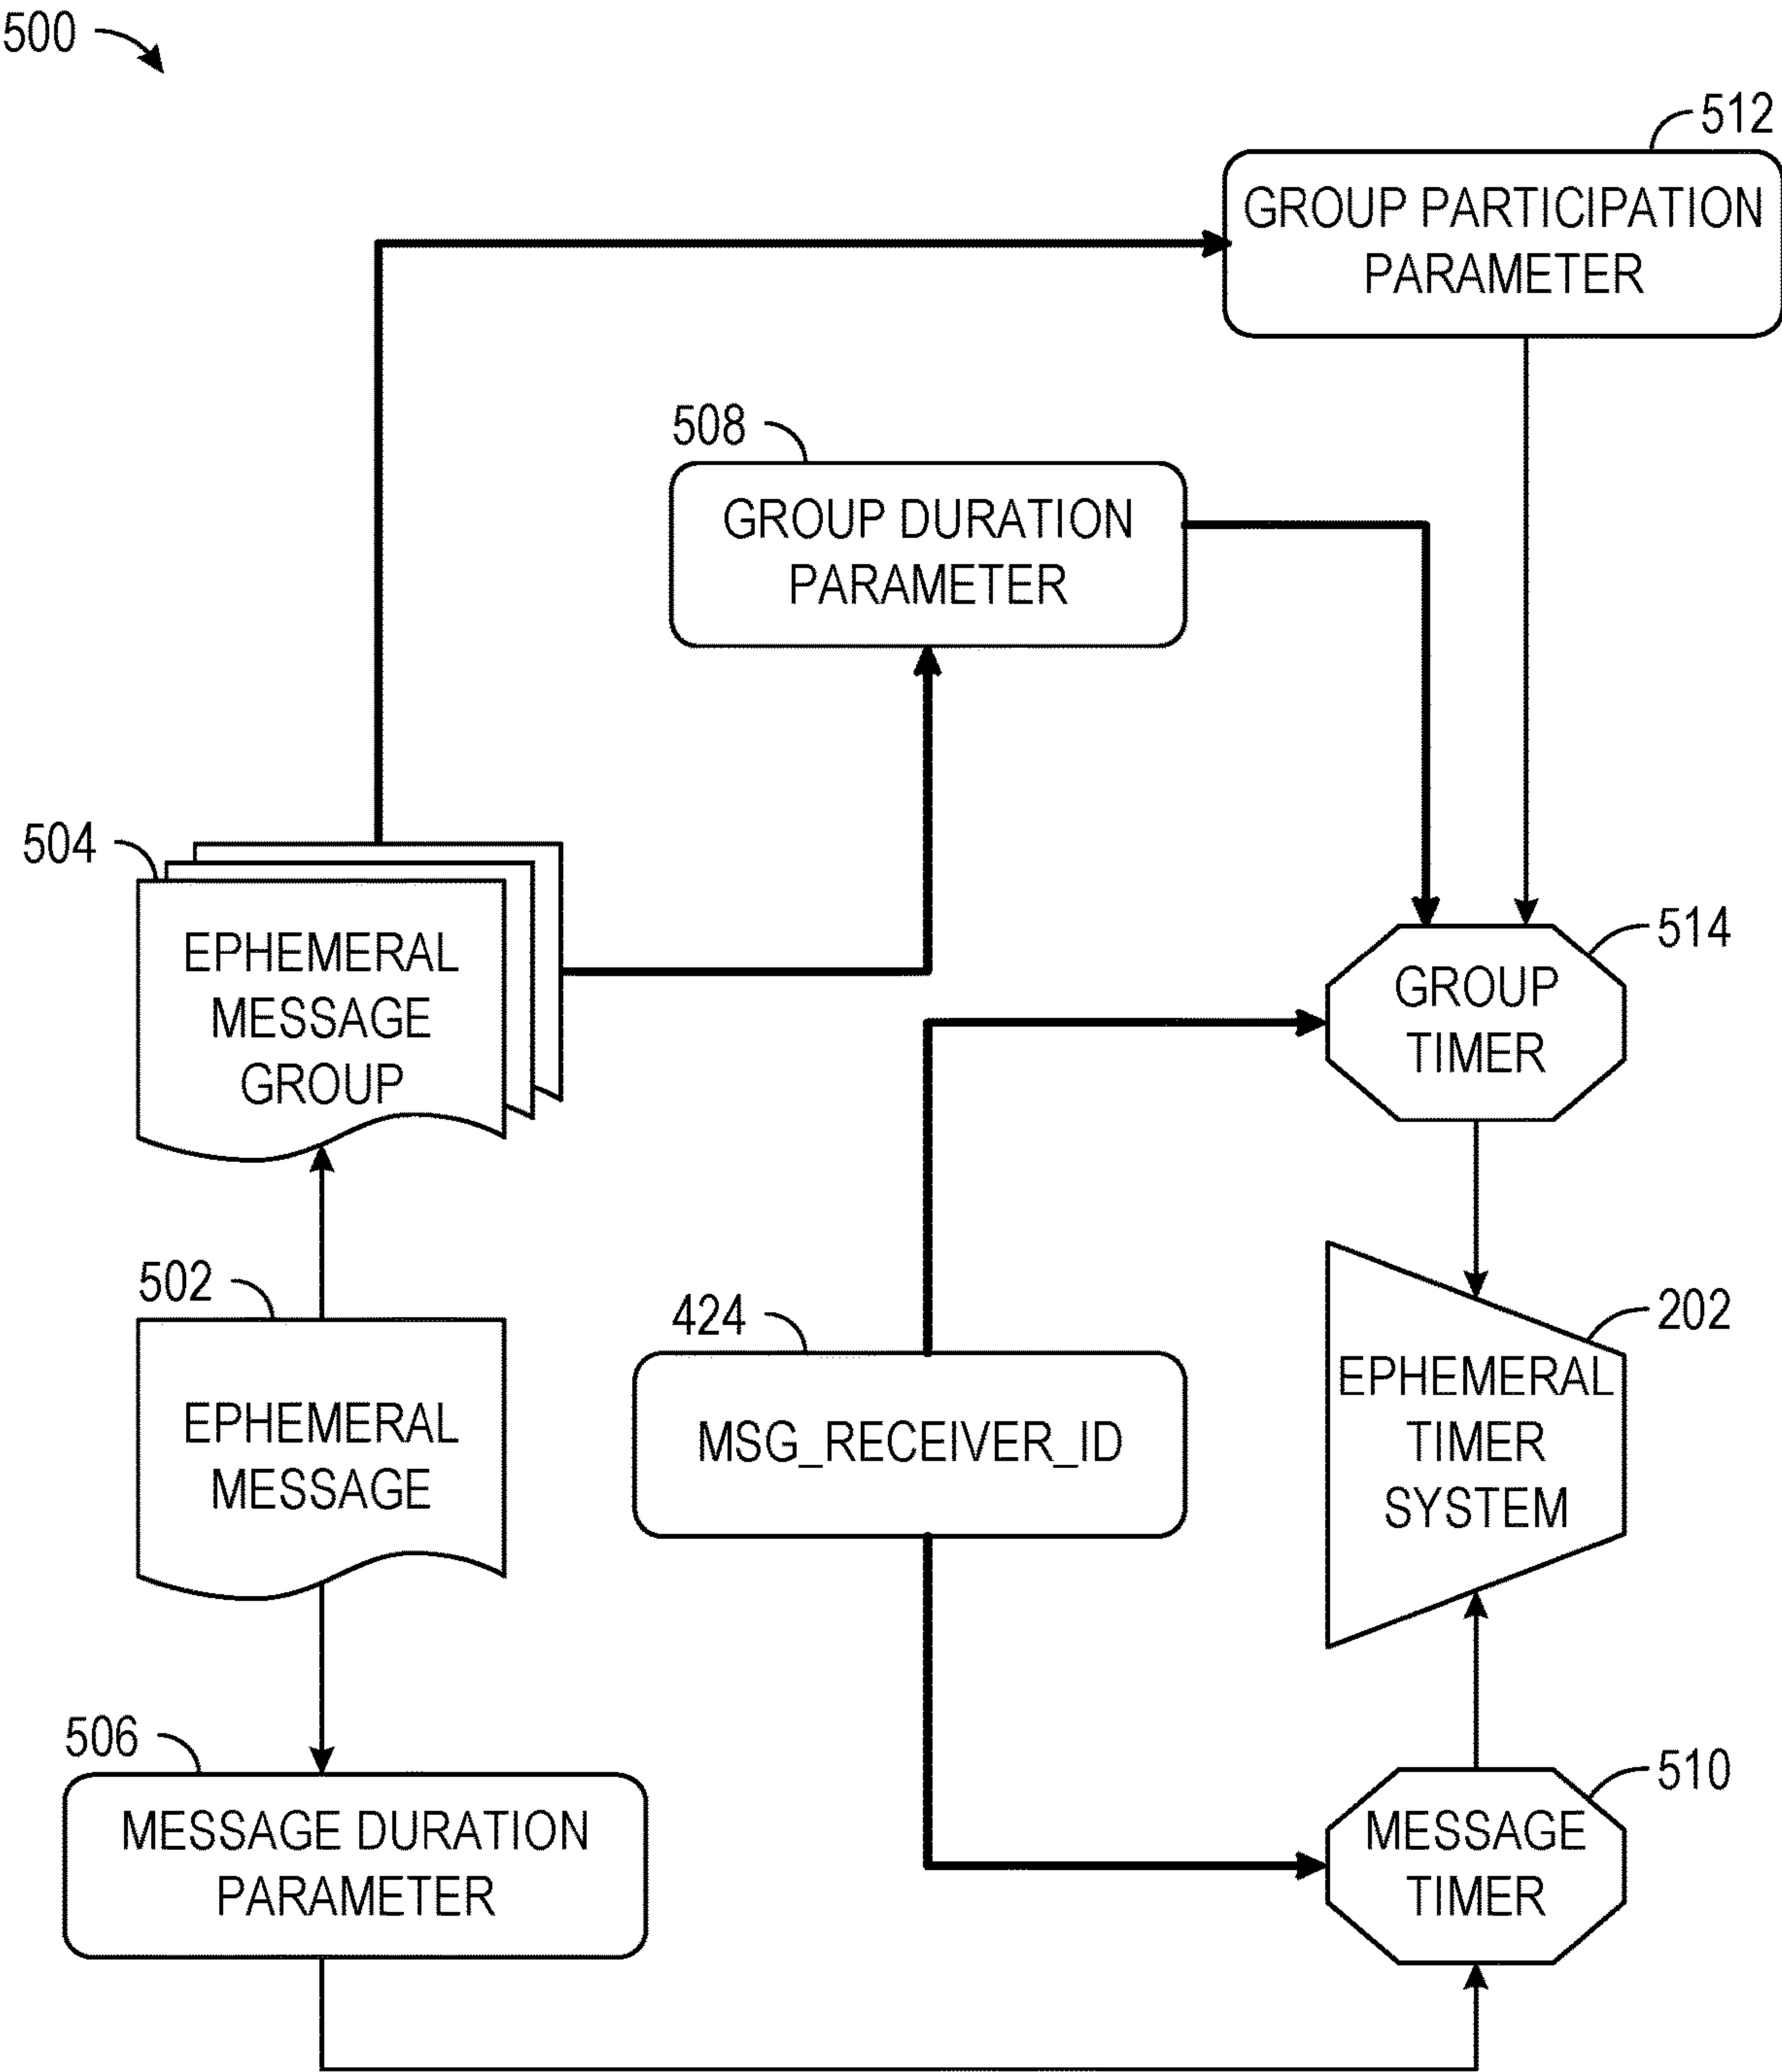 500
512
GROUP PARTICIPATION
PARAMETER
508
GROUP DURATION
PARAMETER
504
EPHEMERAL
MESSAGE
GROUP
514
GROUP
TIMER
502
EPHEMERAL
MESSAGE
424
MSG_RECEIVER_ID
202
EPHEMERAL
TIMER
SYSTEM
506
MESSAGE DURATION
PARAMETER
510
MESSAGE
TIMER